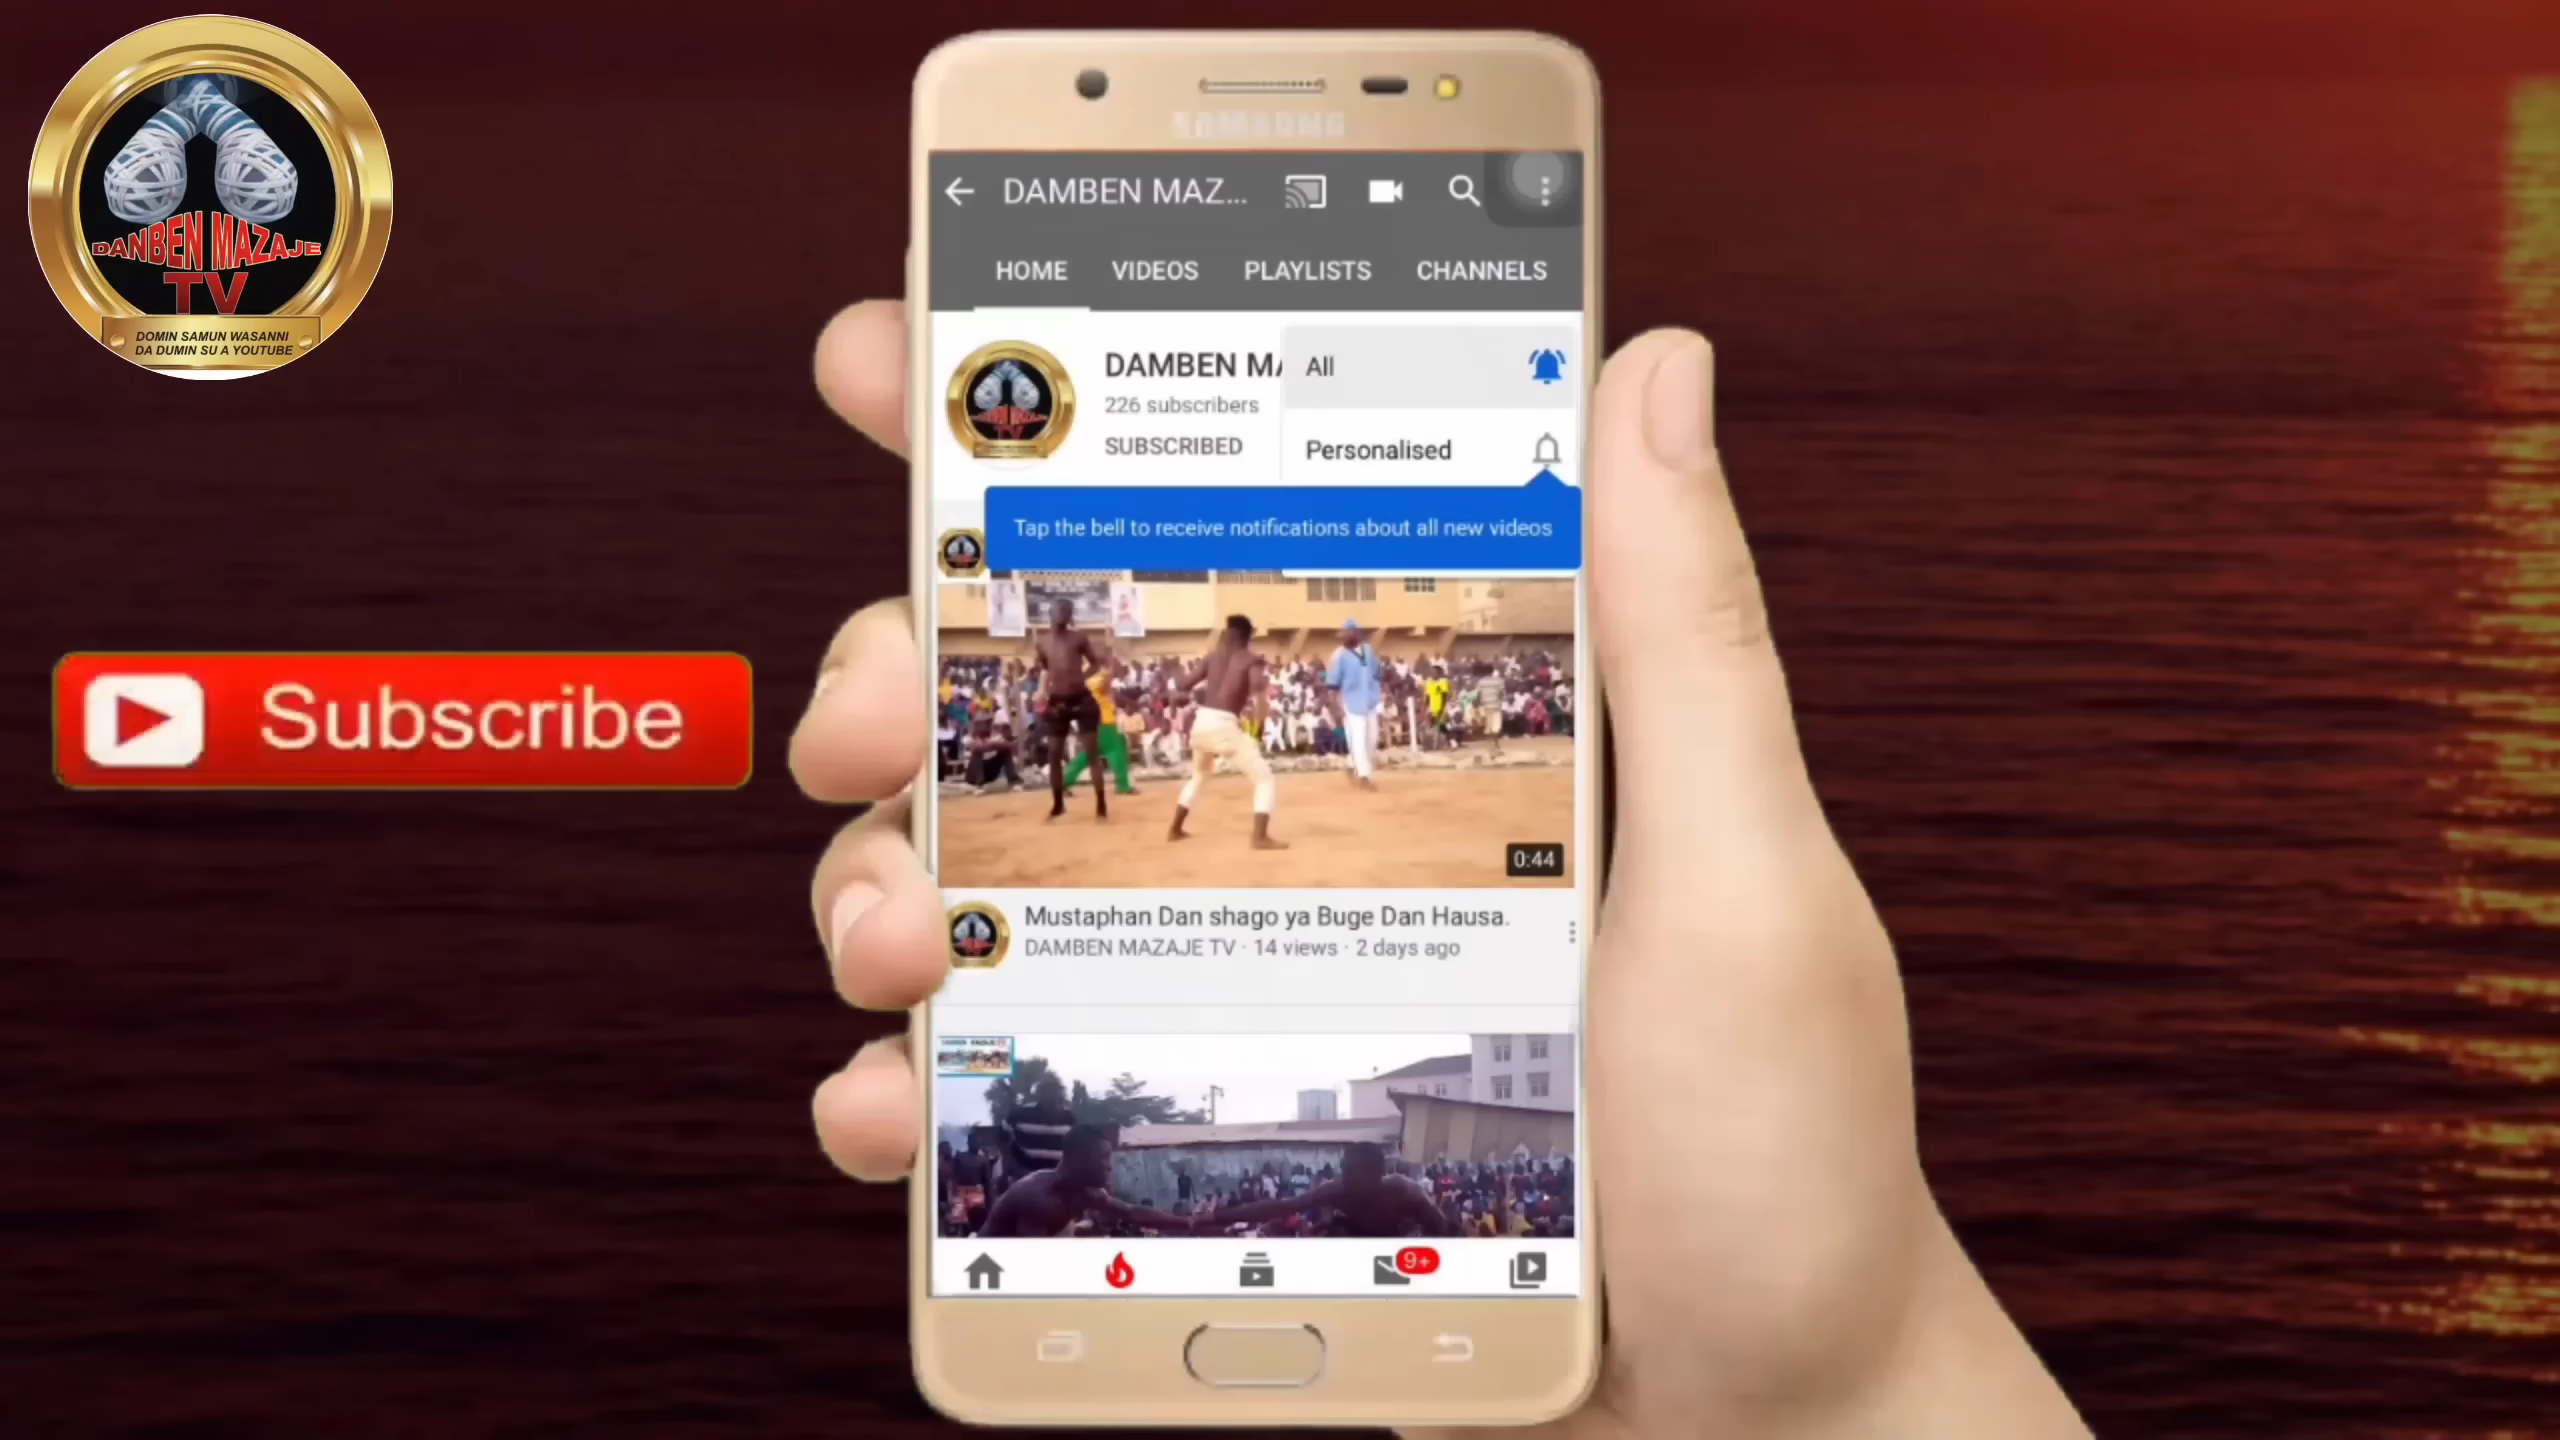 DANBEN MAZAJE
TV
DOMIN SAMUN WASANNI
DA DUMIN SU A YOUTUBE
Subscribe
SAMSUNG
DAMBEN MAZ...
HOME VIDEOS PLAYLISTS CHANNELS
DAMBEN MA
226 subscribers
SUBSCRIBED
All
Personalised
Tap the bell to receive notifications about all new videos
0:44
Mustaphan Dan shago ya Buge Dan Hausa.
DAMBEN MAZAJE TV · 14 views · 2 days ago
9+